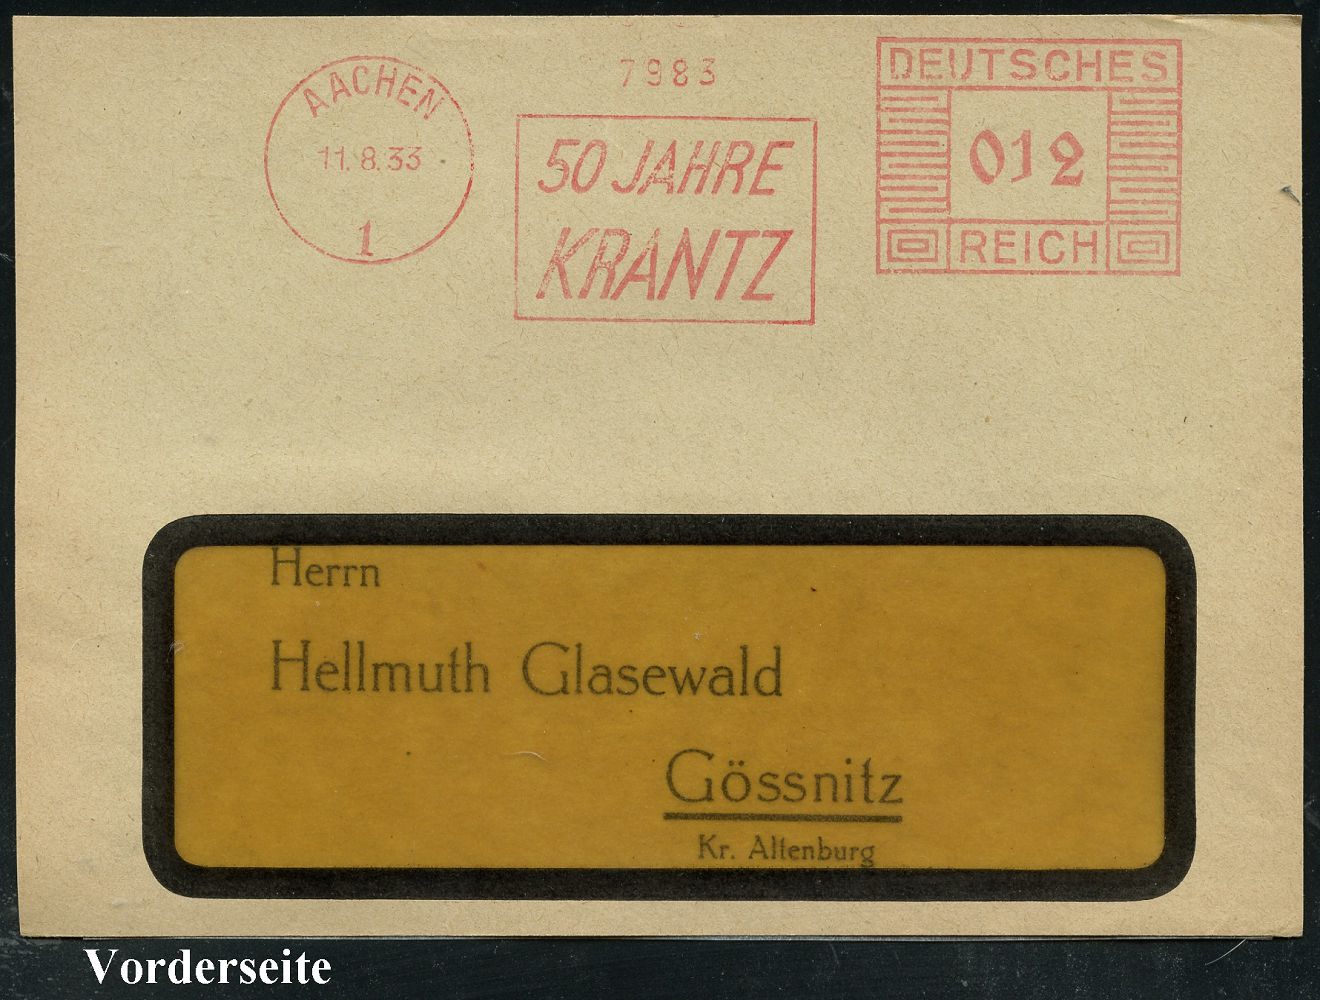 AACHEN
11.8.33
1
7983
50 JAHRE
KRANTZ
DEUTSCHES
012
REICH
Herrn
Hellmuth Glasewald
Gössnitz
Kr. Altenburg
Vorderseite